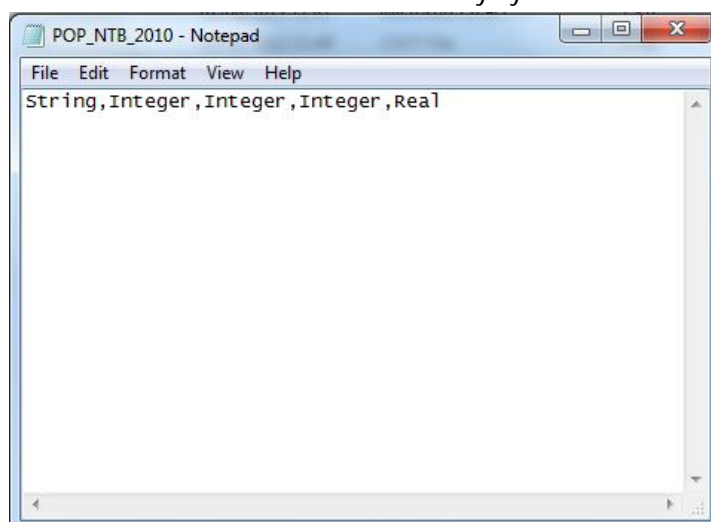 POP_NTB_2010 - Notepad
File Edit Format View Help
String,Integer,Integer,Integer,Real